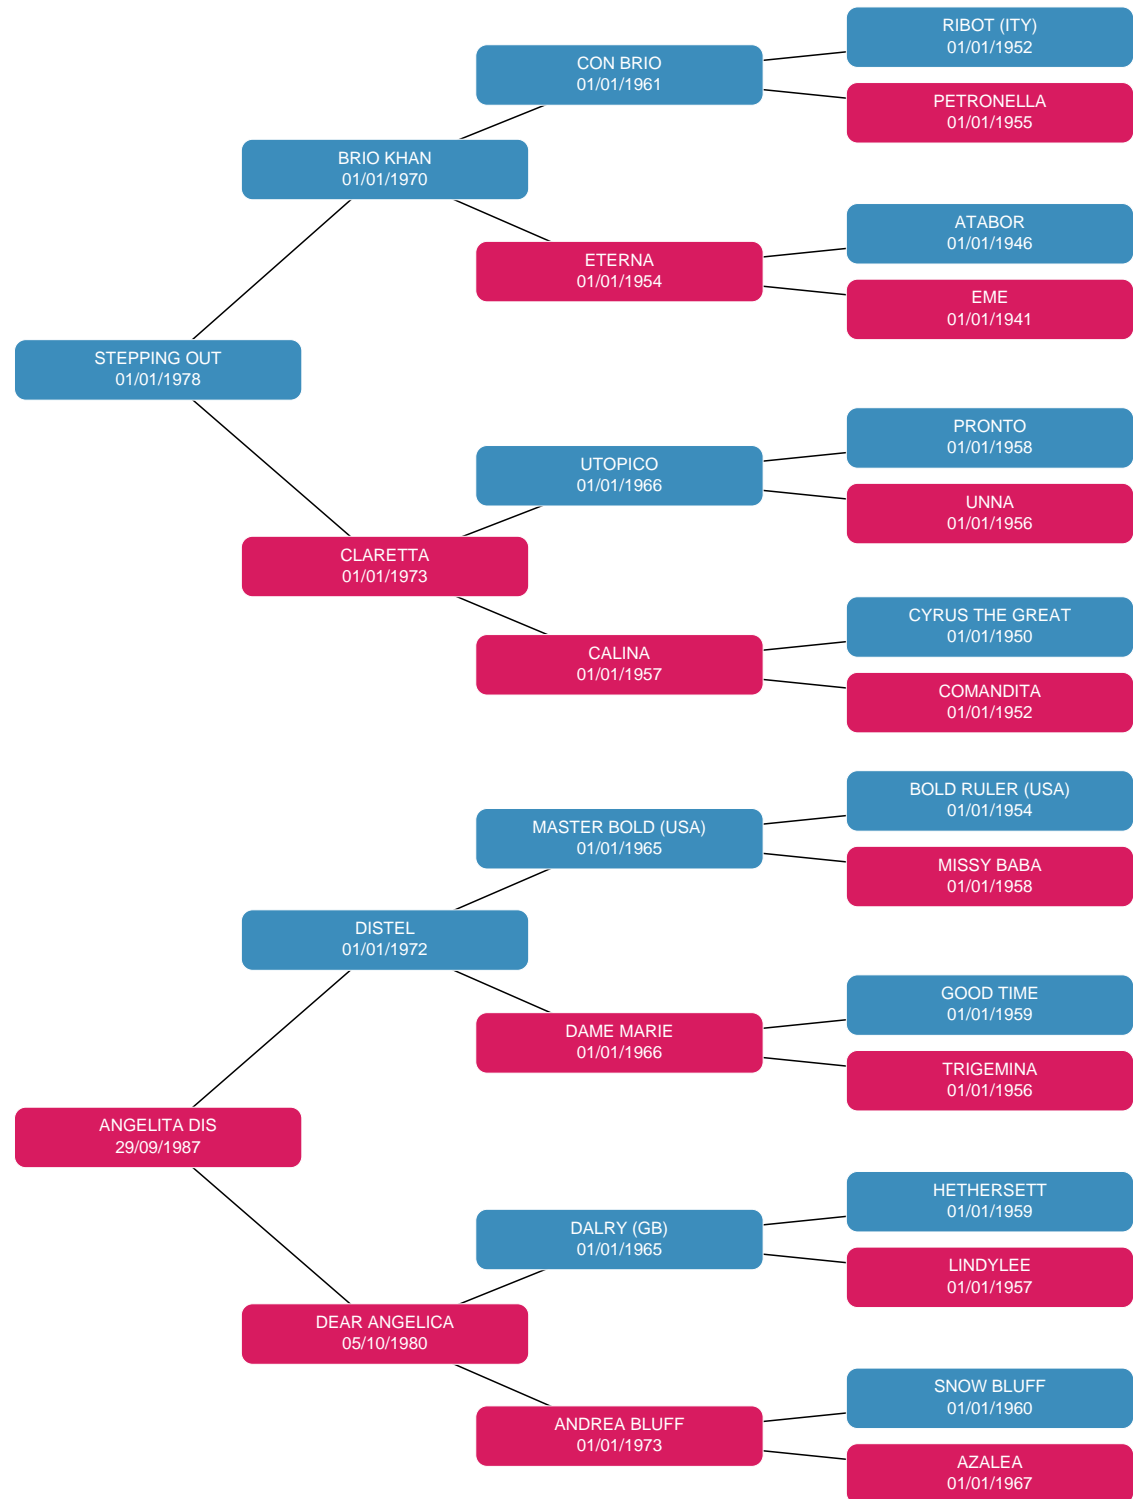 RIBOT (ITY)
01/01/1952
CON BRIO
01/01/1961
PETRONELLA
01/01/1955
BRIO KHAN
01/01/1970
ATABOR
01/01/1946
ETERNA
01/01/1954
EME
01/01/1941
STEPPING OUT
01/01/1978
PRONTO
01/01/1958
UTOPICO
01/01/1966
UNNA
01/01/1956
CLARETTA
01/01/1973
CYRUS THE GREAT
01/01/1950
CALINA
01/01/1957
COMANDITA
01/01/1952
BOLD RULER (USA)
01/01/1954
MASTER BOLD (USA)
01/01/1965
MISSY BABA
01/01/1958
DISTEL
01/01/1972
GOOD TIME
01/01/1959
DAME MARIE
01/01/1966
TRIGEMINA
01/01/1956
ANGELITA DIS
29/09/1987
HETHERSETT
01/01/1959
DALRY (GB)
01/01/1965
LINDYLEE
01/01/1957
DEAR ANGELICA
05/10/1980
SNOW BLUFF
01/01/1960
ANDREA BLUFF
01/01/1973
AZALEA
01/01/1967